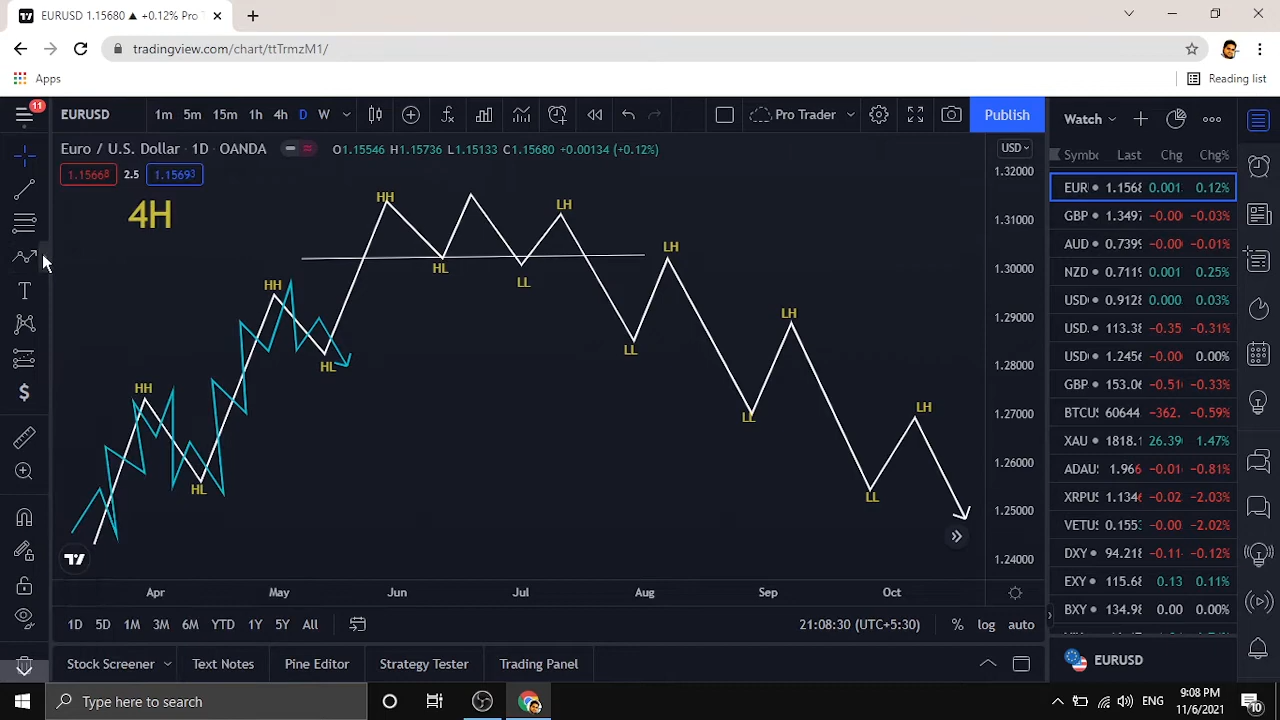 EURUSD 1.15680 ▲ +0.12% Pro
tradingview.com/chart/ttTrmzM1/
Apps
Reading list
11
EURUSD
1m 5m 15m 1h 4h D W
Pro Trader
Publish
Watch
Euro / U.S. Dollar · 1D · OANDA
O1.15546 H1.15736 L1.15133 C1.15680 +0.00134 (+0.12%)
USD
Symbo Last Chg Chg%
1.15668 2.5 1.15693
4H
HH
HL
HH
HL
HH
HL
LL
LH
LL
LH
LL
LH
LL
LH
1.32000
1.31000
1.30000
1.29000
1.28000
1.27000
1.26000
1.25000
1.24000
EUR 1.1568 0.001 0.12%
GBP 1.3497 -0.00 -0.03%
AUD 0.7399 -0.00 -0.01%
NZD 0.7119 0.001 0.25%
USD 0.9128 0.000 0.03%
USD 113.38 -0.35 -0.31%
USD 1.2456 -0.00 0.00%
GBP 153.06 -0.51 -0.33%
BTCUS 60644 -362. -0.59%
XAU 1818.1 26.39 1.47%
ADAUS 1.966 -0.01 -0.81%
XRPUS 1.134 -0.02 -2.03%
VETUS 0.155 -0.00 -2.02%
DXY 94.218 -0.11 -0.12%
EXY 115.68 0.13 0.11%
BXY 134.98 0.00 0.00%
Apr May Jun Jul Aug Sep Oct
1D 5D 1M 3M 6M YTD 1Y 5Y All
21:08:30 (UTC+5:30) % log auto
Stock Screener Text Notes Pine Editor Strategy Tester Trading Panel
EURUSD
Type here to search
ENG
9:08 PM
11/6/2021
10